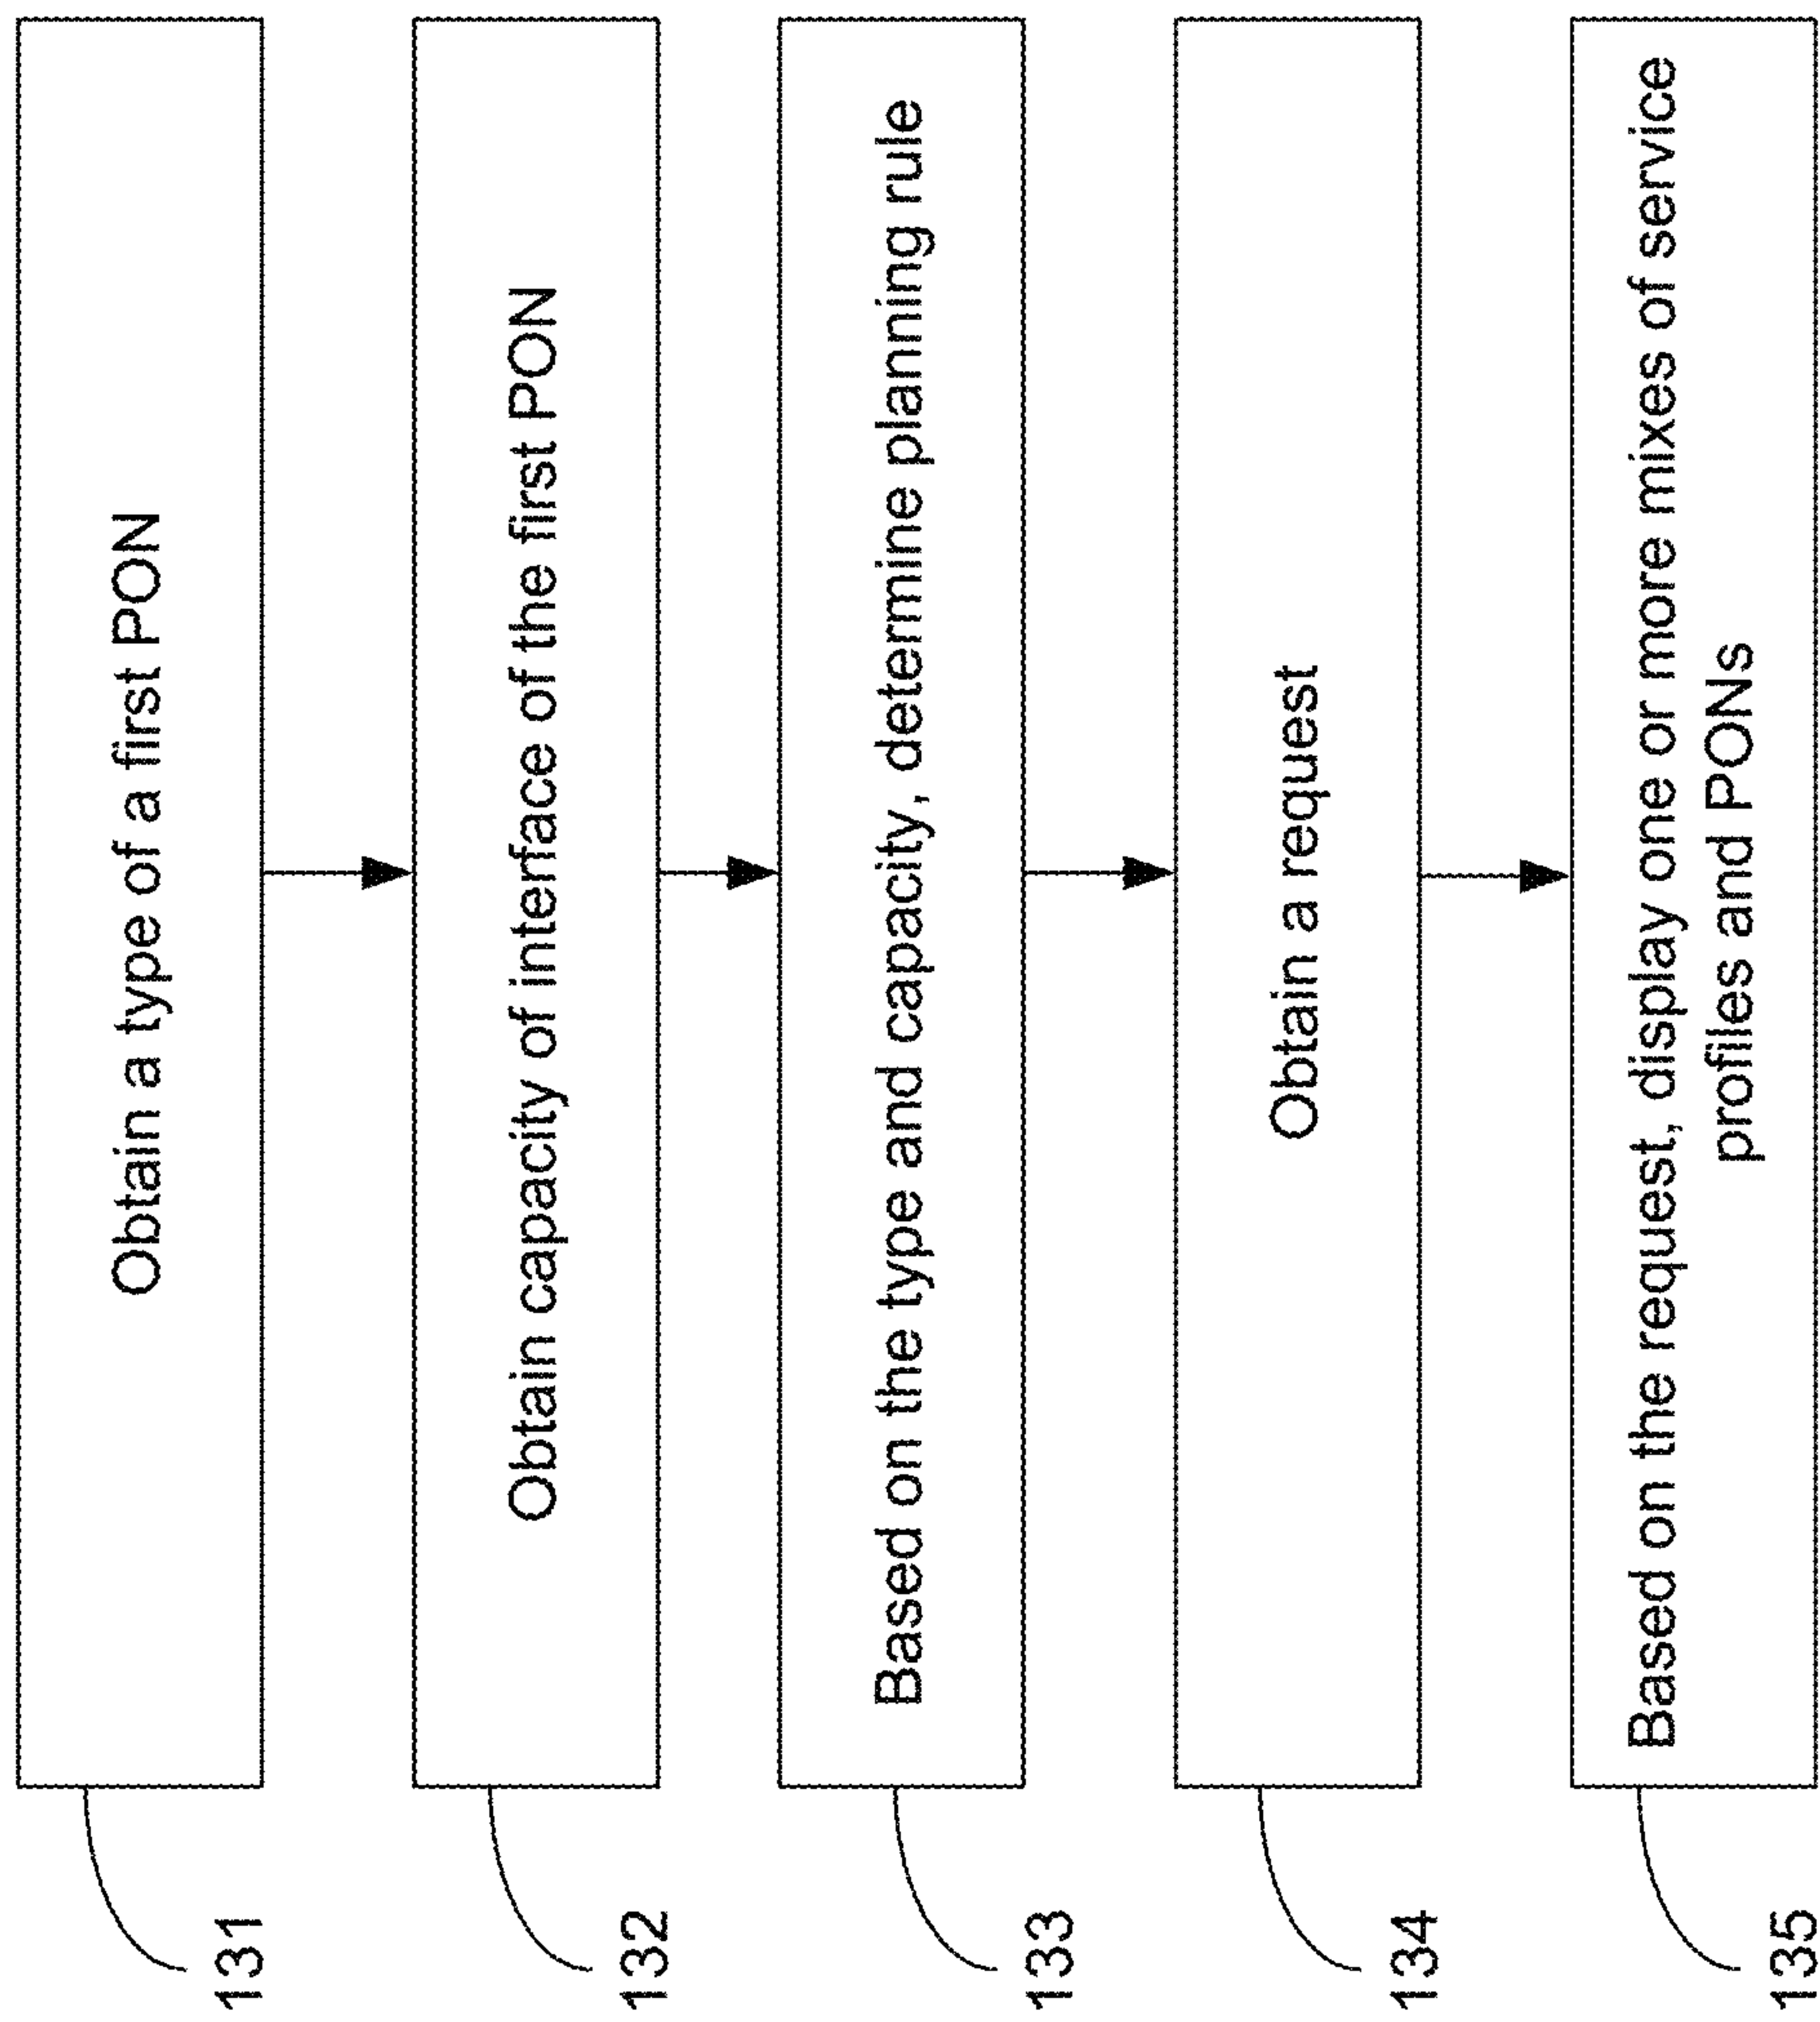 131
Obtain a type of a first PON
132
Obtain capacity of interface of the first PON
133
Based on the type and capacity, determine planning rule
134
Obtain a request
135
Based on the request, display one or more mixes of service
profiles and PONs